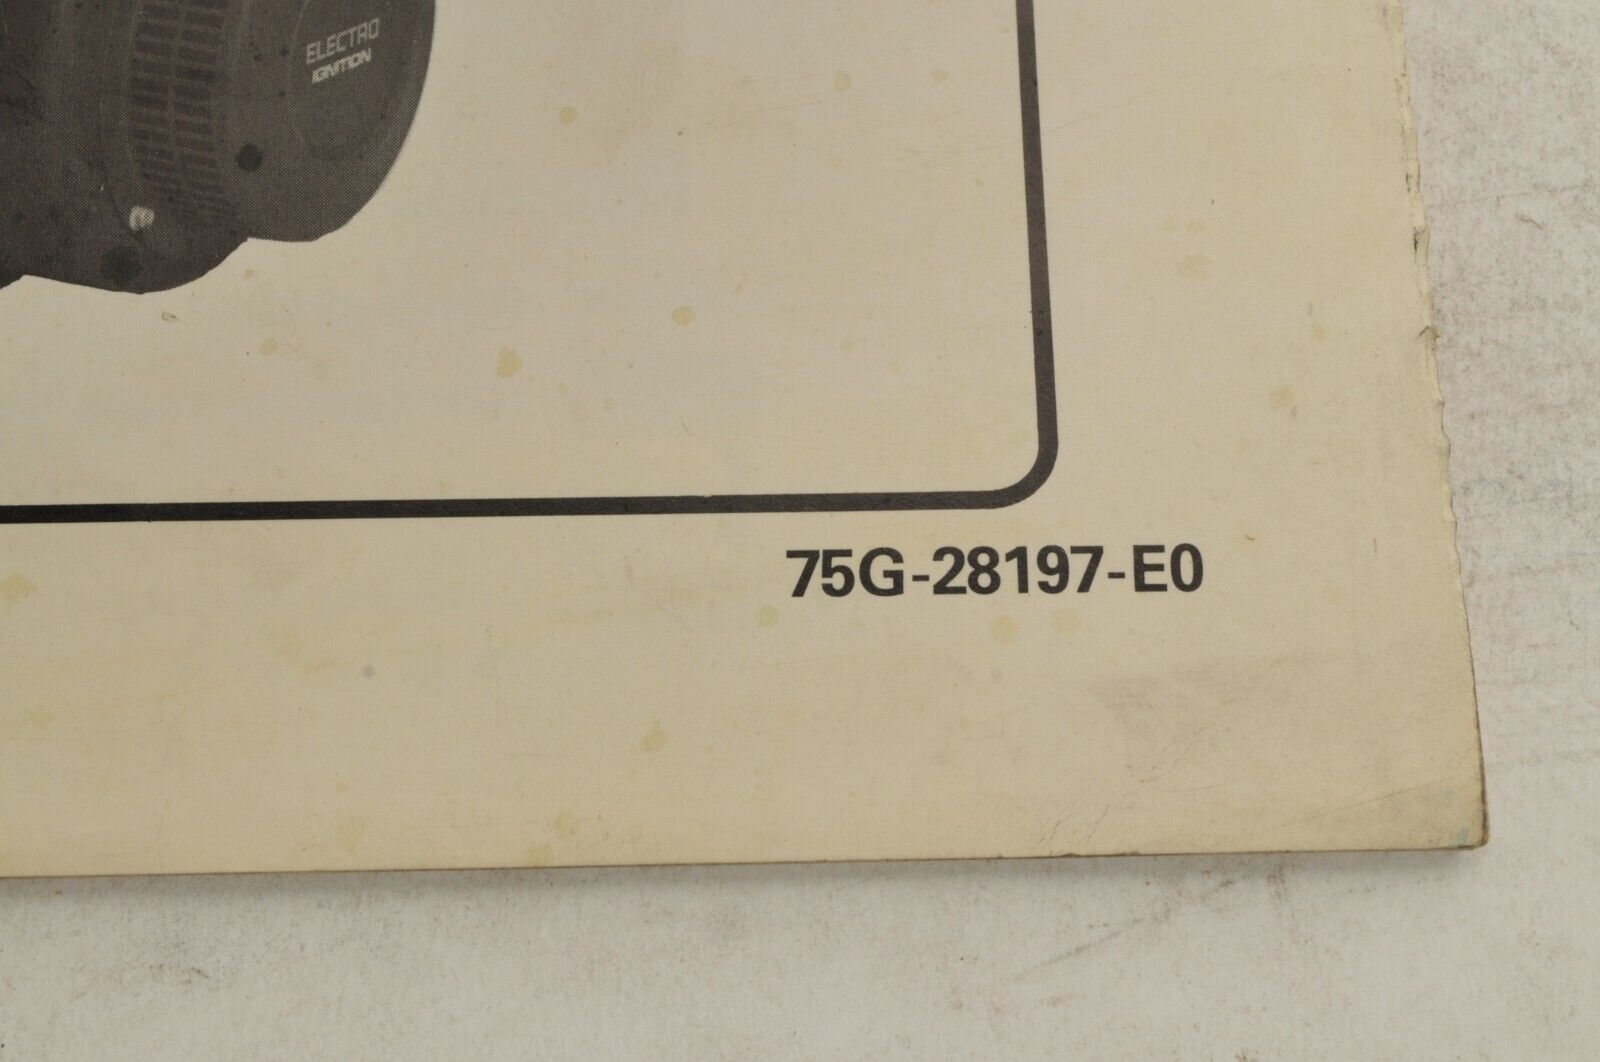 ELECTRO
IGNITION
75G-28197-E0